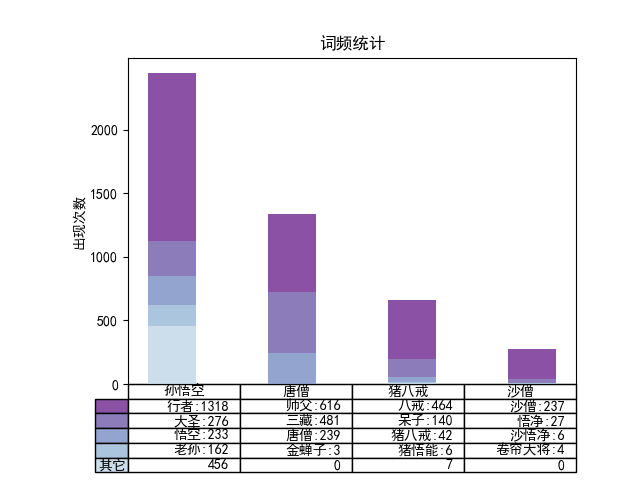 词频统计
出现次数
2000
1500
1000
500
0
孙悟空 唐僧 猪八戒 沙僧
行者:1318 师父:616 八戒:464 沙僧:237
大圣:276 三藏:481 呆子:140 悟净:27
悟空:233 唐僧:239 猪八戒:42 沙悟净:6
老孙:162 金蝉子:3 猪悟能:6 卷帘大将:4
其它 456 0 7 0